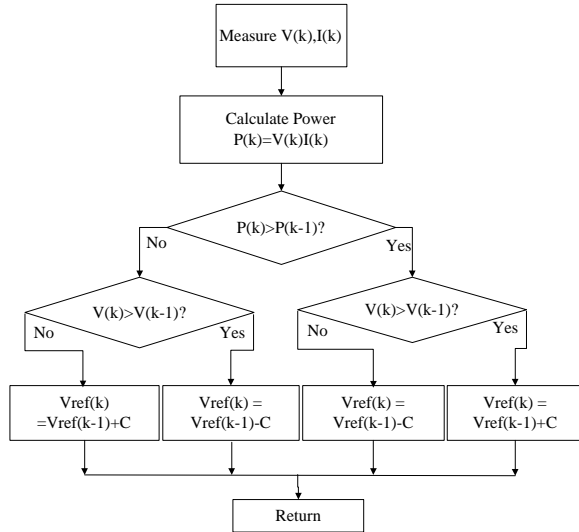 Measure V(k),I(k)
Calculate Power
P(k)=V(k)I(k)
P(k)>P(k-1)?
No
Yes
V(k)>V(k-1)?
No
Yes
V(k)>V(k-1)?
No
Yes
Vref(k)
=Vref(k-1)+C
Vref(k) =
Vref(k-1)-C
Vref(k) =
Vref(k-1)-C
Vref(k) =
Vref(k-1)+C
Return